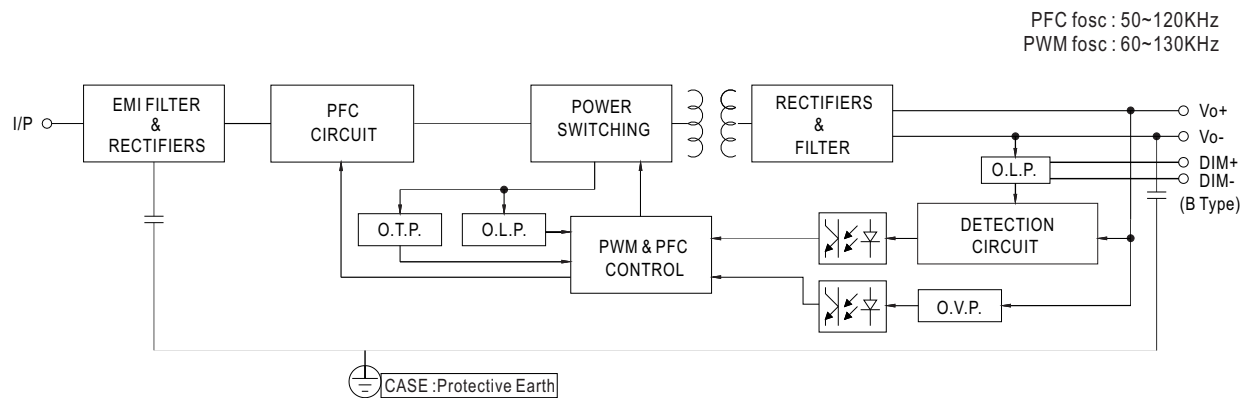 PFC fosc : 50~120KHz
PWM fosc : 60~130KHz
I/P
EMI FILTER
&
RECTIFIERS
PFC
CIRCUIT
POWER
SWITCHING
RECTIFIERS
&
FILTER
Vo+
Vo-
DIM+
DIM-
(B Type)
O.L.P.
O.T.P.
O.L.P.
PWM & PFC
CONTROL
DETECTION
CIRCUIT
O.V.P.
CASE :Protective Earth